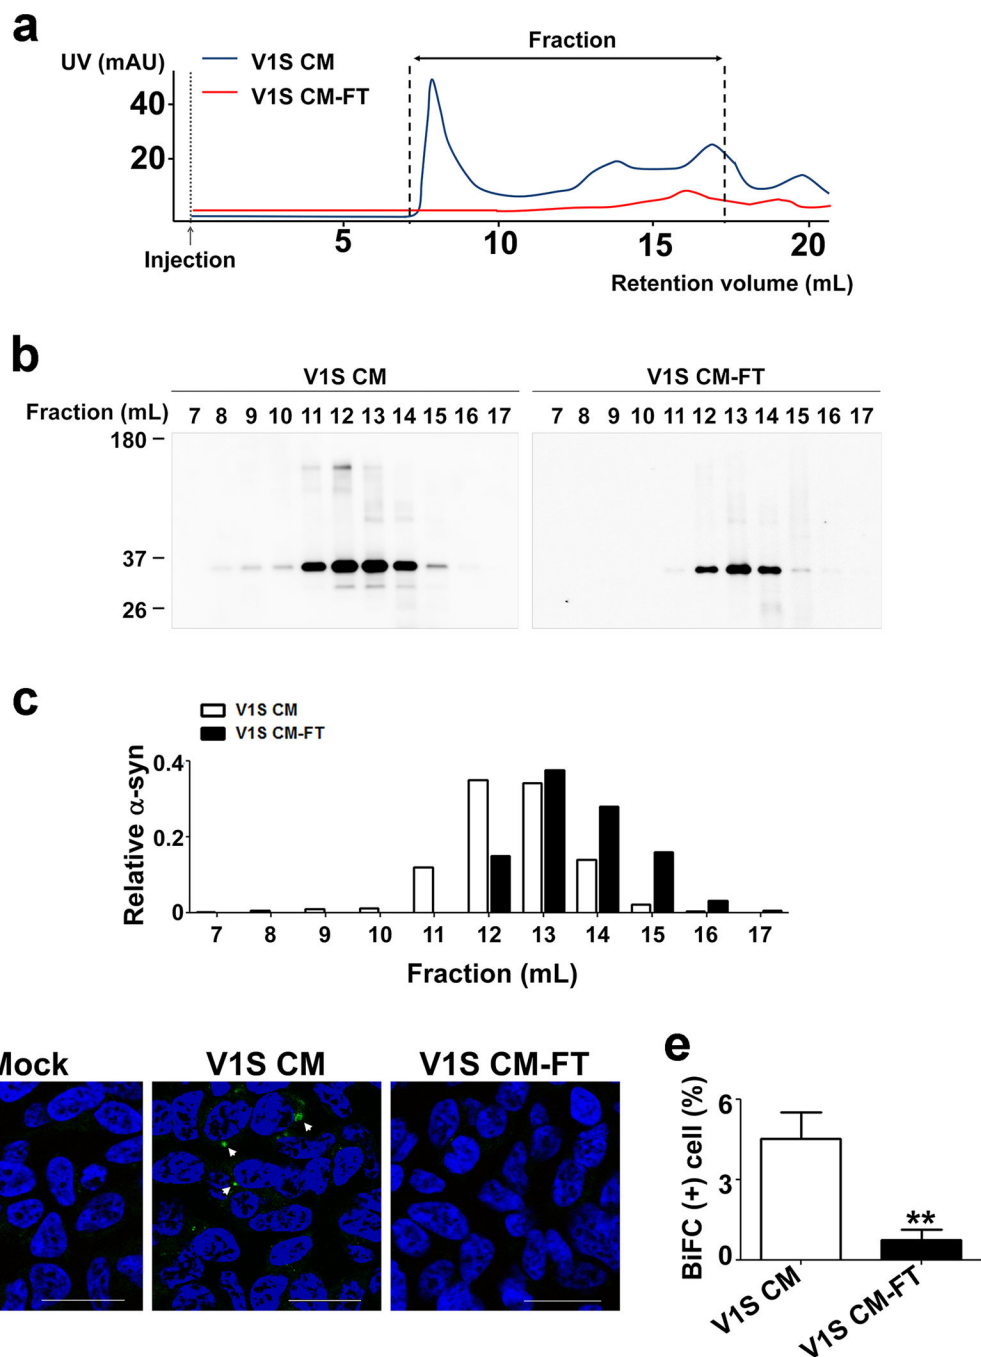 a
Fraction
UV (mAU)
V1S CM
V1S CM-FT
40
20
5 10 15 20
Injection
Retention volume (mL)
b
V1S CM V1S CM-FT
Fraction (mL) 7 8 9 10 11 12 13 14 15 16 17 7 8 9 10 11 12 13 14 15 16 17
180
37
26
c
V1S CM
V1S CM-FT
Relative α-syn
0.4
0.2
0
7 8 9 10 11 12 13 14 15 16 17
Fraction (mL)
Mock V1S CM V1S CM-FT
e
BiFC (+) cell (%)
6
3
0
**
V1S CM
V1S CM-FT